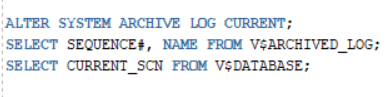 ALTER SYSTEM ARCHIVE LOG CURRENT;
SELECT SEQUENCE#, NAME FROM V$ARCHIVED_LOG;
SELECT CURRENT_SCN FROM V$DATABASE;